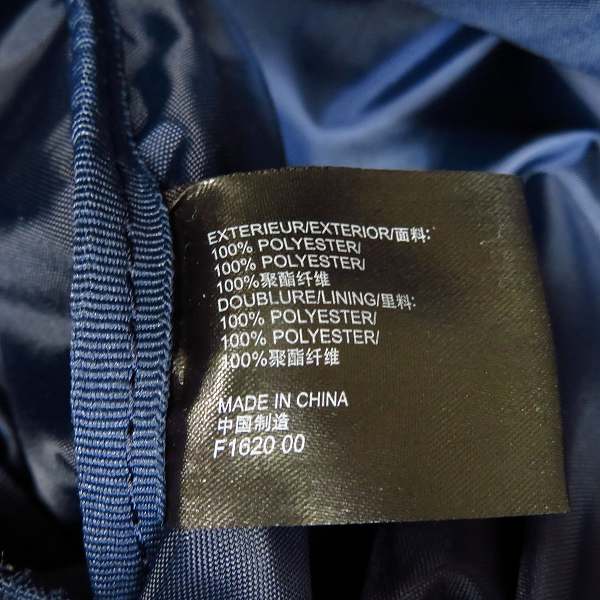 EXTERIEUR/EXTERIOR/面料:
100% POLYESTER/
100% POLYESTER/
100%聚酯纤维
DOUBLURE/LINING/里料:
100% POLYESTER/
100% POLYESTER/
100%聚酯纤维
MADE IN CHINA
中国制造
F1620 00